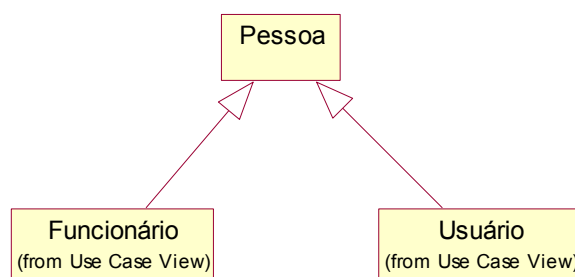 Pessoa
Funcionário
(from Use Case View)
Usuário
(from Use Case View)